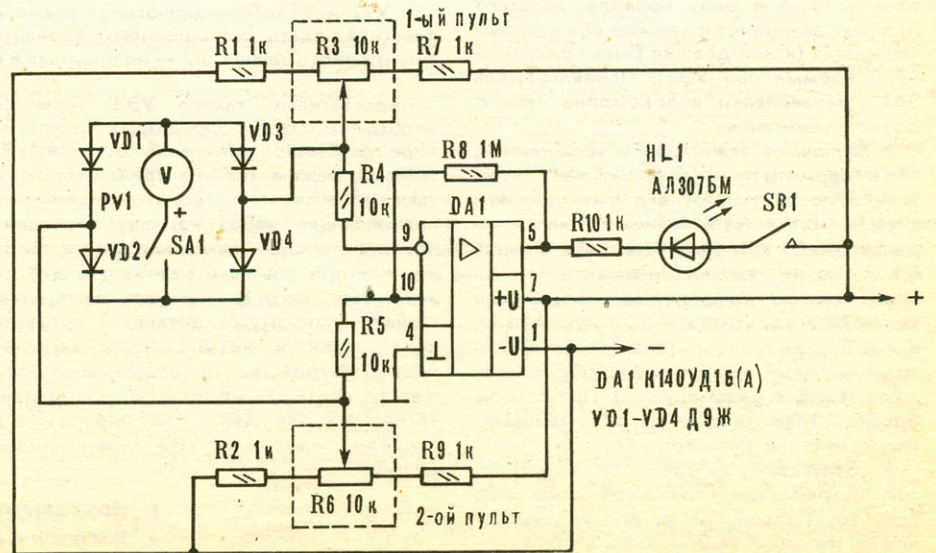 1-ый пульт
R1 1к
R3 10к
R7 1к
VD1
VD3
V
PV1
+
VD2
SA1
VD4
R4
10к
R8 1М
DA1
HL1
АЛ307БМ
SB1
R10 1к
9
10
4
5
+U
7
-U
1
+
−
R5
10к
DA1 К140УД1б(А)
VD1-VD4 Д9Ж
R2 1к
R6 10к
R9 1к
2-ой пульт